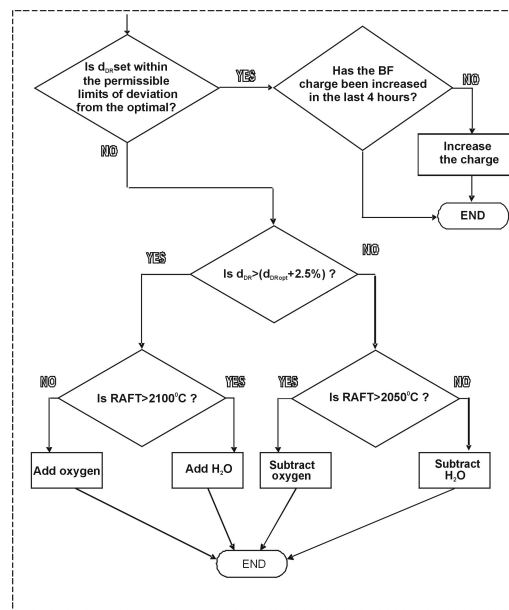 Is d_DR set within
the permissible
limits of deviation
from the optimal?
YES
Has the BF
charge been increased
in the last 4 hours?
NO
Increase
the charge
END
NO
Is d_DR>(d_DRopt+2.5%) ?
YES
NO
Is RAFT>2100⁰C ?
NO
YES
Is RAFT>2050⁰C ?
YES
NO
Add oxygen
Add H₂O
Subtract
oxygen
Subtract
H₂O
END